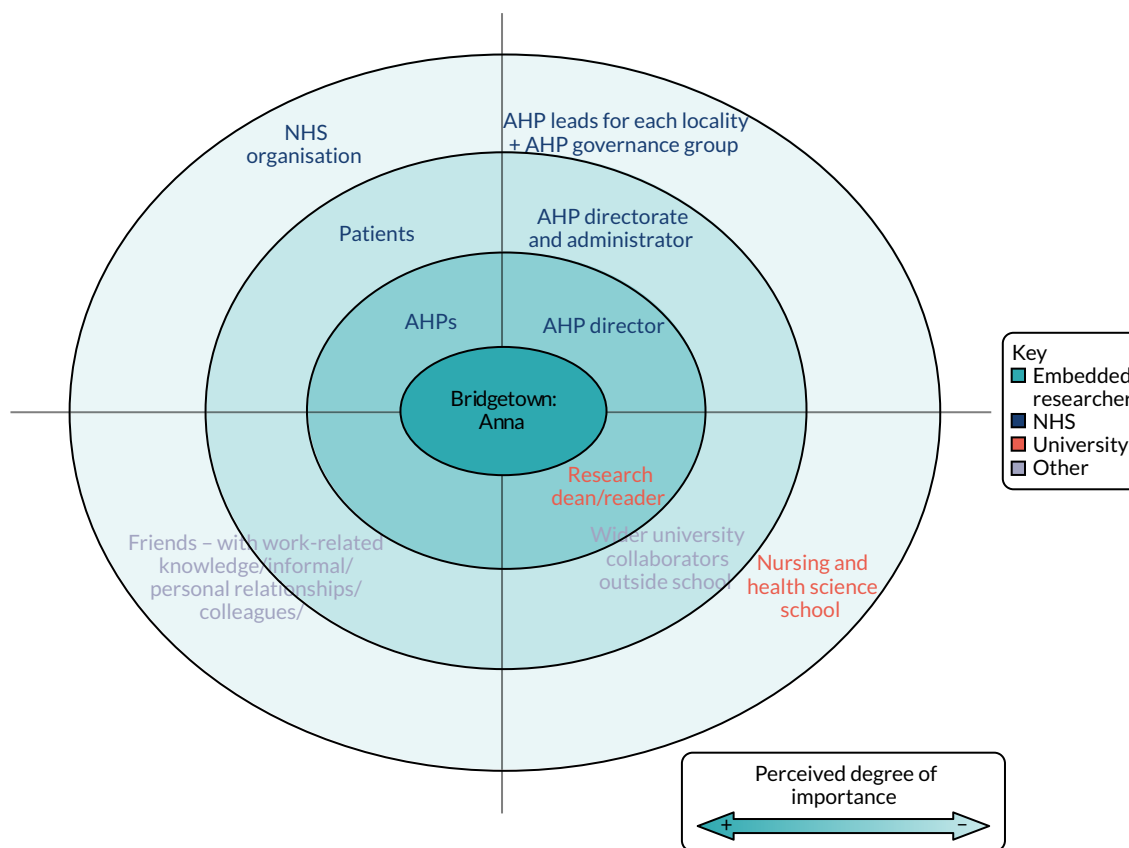 NHS
organisation
AHP leads for each locality
+ AHP governance group
Patients
AHP directorate
and administrator
AHPs
AHP director
Bridgetown:
Anna
Key
Embedded
researcher
NHS
University
Other
Research
dean/reader
Friends – with work-related
knowledge/informal/
personal relationships/
colleagues/
Wider university
collaborators
outside school
Nursing and
health science
school
Perceived degree of
importance
+
−